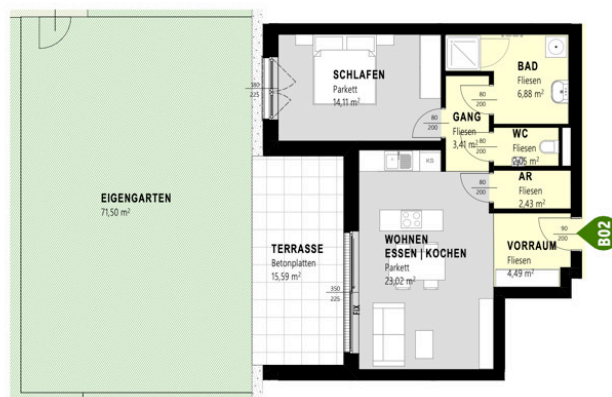 SCHLAFEN
Parkett
14,11 m²
BAD
Fliesen
6,88 m²
GANG
Fliesen
3,41 m²
WC
Fliesen
AR
Fliesen
2,43 m²
VORRAUM
Fliesen
4,49 m²
WOHNEN
ESSEN | KOCHEN
Parkett
23,02 m²
TERRASSE
Betonplatten
15,59 m²
EIGENGARTEN
71,50 m²
KS
FIX
B02
180
225
80
200
80
200
80
200
80
200
90
200
350
225